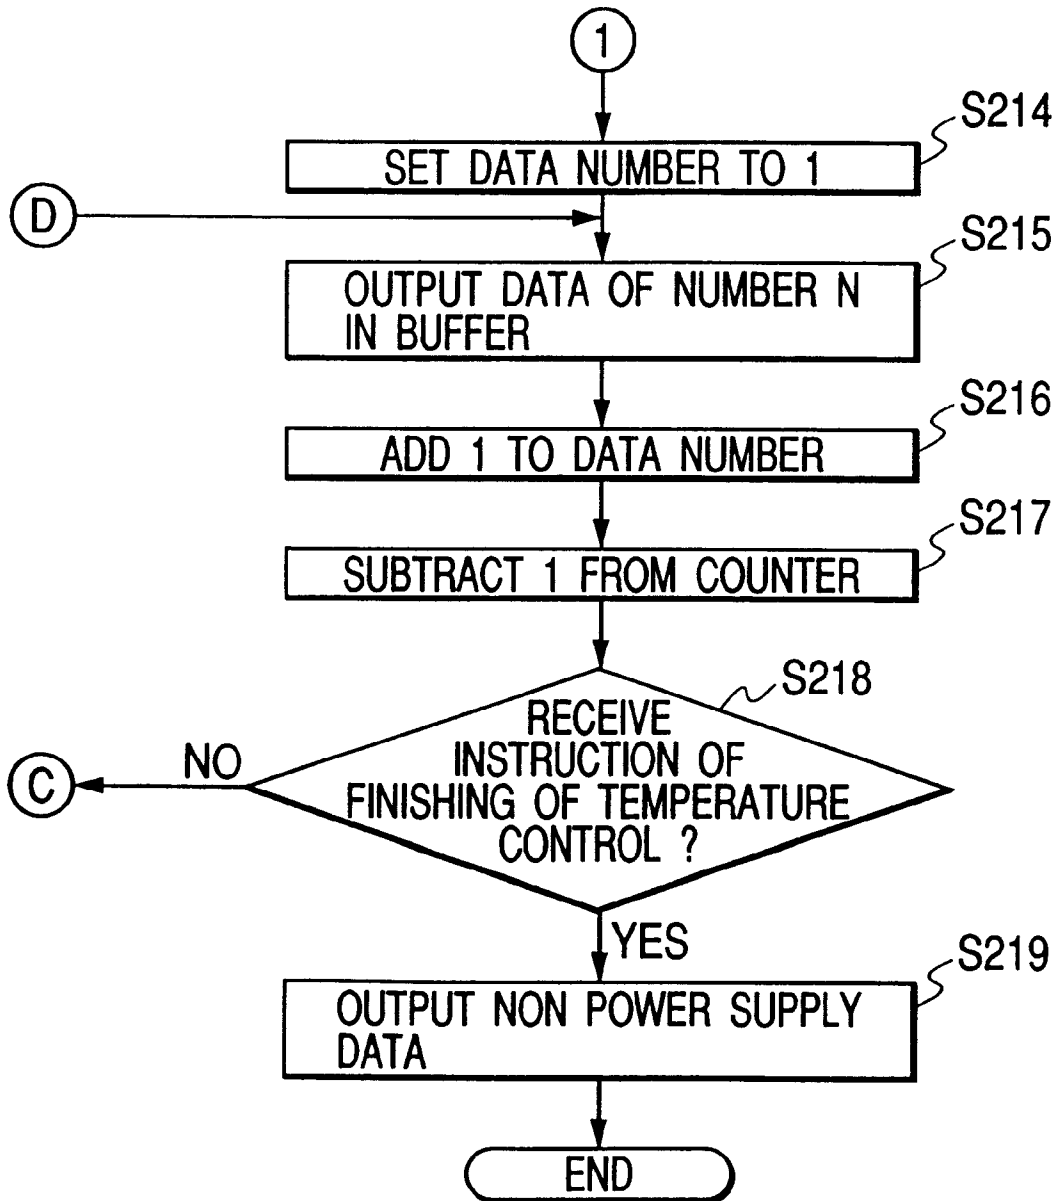 1
S214
SET DATA NUMBER TO 1
D
S215
OUTPUT DATA OF NUMBER N
IN BUFFER
S216
ADD 1 TO DATA NUMBER
S217
SUBTRACT 1 FROM COUNTER
S218
RECEIVE
INSTRUCTION OF
FINISHING OF TEMPERATURE
CONTROL ?
NO
C
YES
S219
OUTPUT NON POWER SUPPLY
DATA
END